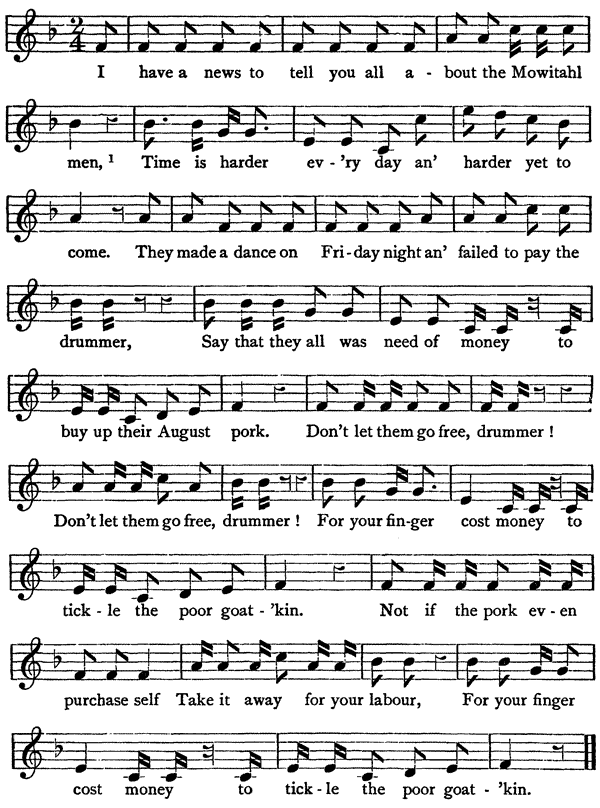 2
4
I have a news to tell you all a - bout the Mowitahl
men, 1 Time is harder ev - 'ry day an' harder yet to
come. They made a dance on Fri - day night an' failed to pay the
drummer, Say that they all was need of money to
buy up their August pork. Don't let them go free, drummer !
Don't let them go free, drummer ! For your fin - ger cost money to
tick - le the poor goat - 'kin. Not if the pork ev - en
purchase self Take it away for your labour, For your finger
cost money to tick - le the poor goat - 'kin.